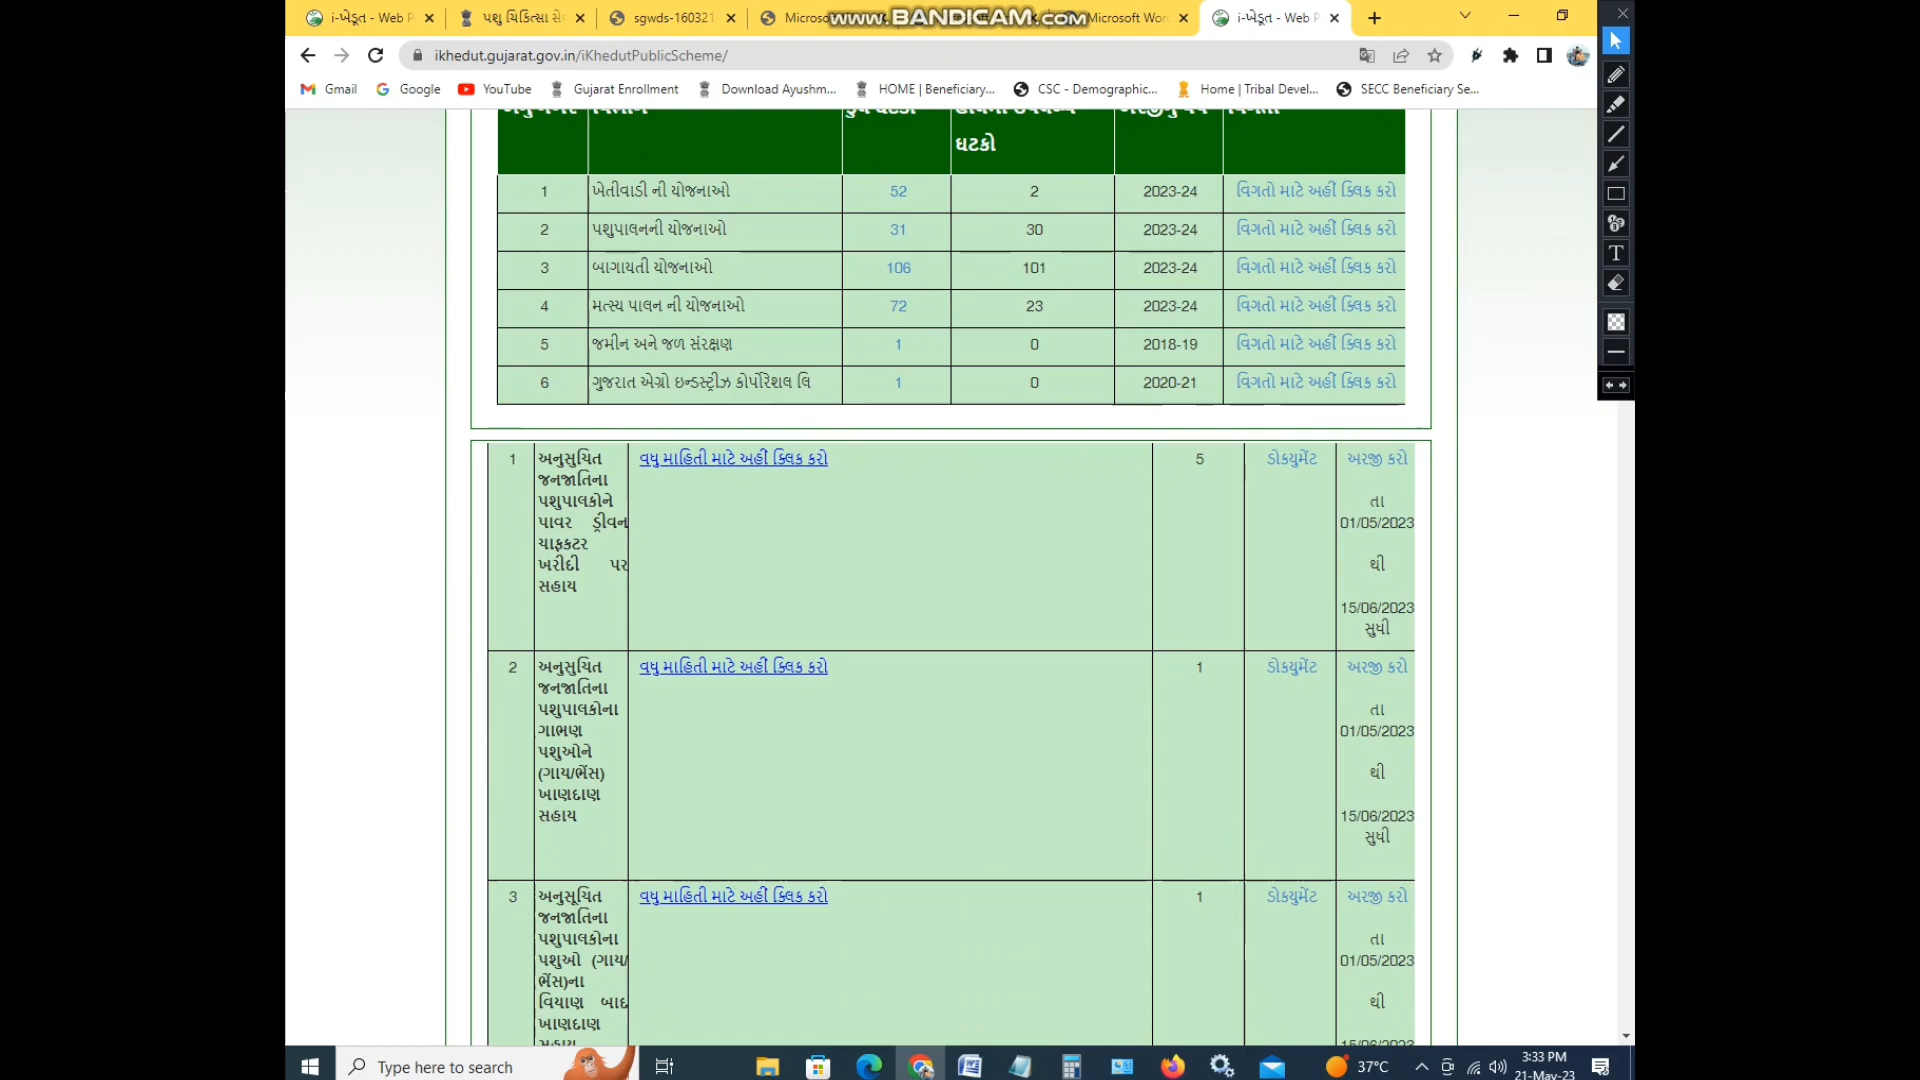 i-ખેડૂત - Web P
પશુ ચિકિત્સા સે
sgwds-160321
Microso
www.BANDICAM.com
Microsoft Wor
i-ખેડૂત - Web P
ikhedut.gujarat.gov.in/iKhedutPublicScheme/
Gmail Google YouTube Gujarat Enrollment Download Ayushm... HOME | Beneficiary... CSC - Demographic... Home | Tribal Devel... SECC Beneficiary Se...
ઘટકો
1 ખેતીવાડી ની યોજનાઓ 52 2 2023-24 વિગતો માટે અહીં ક્લિક કરો
2 પશુપાલનની યોજનાઓ 31 30 2023-24 વિગતો માટે અહીં ક્લિક કરો
3 બાગાયતી યોજનાઓ 106 101 2023-24 વિગતો માટે અહીં ક્લિક કરો
4 મત્સ્ય પાલન ની યોજનાઓ 72 23 2023-24 વિગતો માટે અહીં ક્લિક કરો
5 જમીન અને જળ સંરક્ષણ 1 0 2018-19 વિગતો માટે અહીં ક્લિક કરો
6 ગુજરાત એગ્રો ઇન્ડસ્ટ્રીઝ કોર્પોરેશલ લિ 1 0 2020-21 વિગતો માટે અહીં ક્લિક કરો
1 અનુસુચિત વધુ માહિતી માટે અહીં ક્લિક કરો 5 ડોકયુમેંટ અરજી કરો
જનજાતિના
પશુપાલકોને તા
પાવર ડ્રીવન 01/05/2023
ચાફકટર
ખરીદી પર થી
સહાય
15/06/2023
સુધી
2 અનુસુચિત વધુ માહિતી માટે અહીં ક્લિક કરો 1 ડોકયુમેંટ અરજી કરો
જનજાતિના
પશુપાલકોના તા
ગાભણ 01/05/2023
પશુઓને
(ગાય/ભેંસ) થી
ખાણદાણ
સહાય 15/06/2023
સુધી
3 અનુસૂચિત વધુ માહિતી માટે અહીં ક્લિક કરો 1 ડોકયુમેંટ અરજી કરો
જનજાતિના
પશુપાલકોના તા
પશુઓ (ગાય/ 01/05/2023
ભેંસ)ના
વિયાણ બાદ થી
ખાણદાણ
સહાય 15/06/2023
Type here to search
37°C
3:33 PM
21-May-23